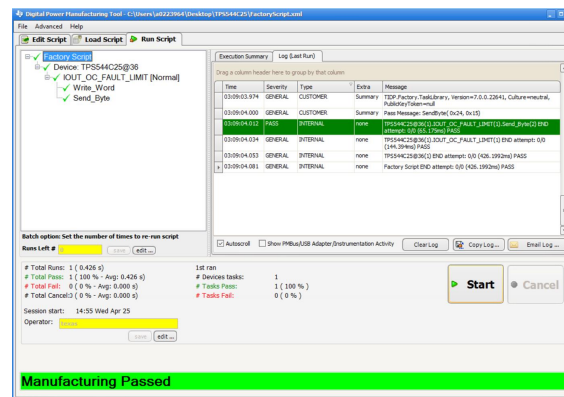 Digital Power Manufacturing Tool - C:\Users\a0223964\Desktop\TPS544C25\FactoryScript.xml
File Advanced Help
Edit Script Load Script Run Script
Factory Script
Device: TPS544C25@36
IOUT_OC_FAULT_LIMIT [Normal]
Write_Word
Send_Byte
Batch option: Set the number of times to re-run script
Runs Left #
save edit ...
Execution Summary Log (Last Run)
Drag a column header here to group by that column
Time Severity Type Extra Message
03:09:03.974 GENERAL CUSTOMER Summary TIDP.Factory.TaskLibrary, Version=7.0.0.22641, Culture=neutral,
PublicKeyToken=null
03:09:04.000 GENERAL CUSTOMER Summary Pass Message: SendByte( 0x24, 0x15)
03:09:04.012 PASS INTERNAL none TPS544C25@36(1).IOUT_OC_FAULT_LIMIT(1).Send_Byte[2] END
attempt: 0/0 (65.175ms) PASS
03:09:04.034 GENERAL INTERNAL none TPS544C25@36(1).IOUT_OC_FAULT_LIMIT(1) END attempt: 0/0
(144.394ms) PASS
03:09:04.053 GENERAL INTERNAL none TPS544C25@36(1) END attempt: 0/0 (426.1992ms) PASS
03:09:04.081 GENERAL INTERNAL none Factory Script END attempt: 0/0 (426.1992ms) PASS
Autoscroll Show PMBus/USB Adapter/Instrumentation Activity Clear Log Copy Log ... Email Log ...
# Total Runs: 1 ( 0.426 s)
# Total Pass: 1 ( 100 % - Avg: 0.426 s)
# Total Fail: 0 ( 0 % - Avg: 0.000 s)
# Total Cancel: 0 ( 0 % - Avg: 0.000 s)
1st ran
# Devices tasks: 1
# Tasks Pass: 1 ( 100 % )
# Tasks Fail: 0 ( 0 % )
Start Cancel
Session start: 14:55 Wed Apr 25
Operator:
save edit ...
Manufacturing Passed